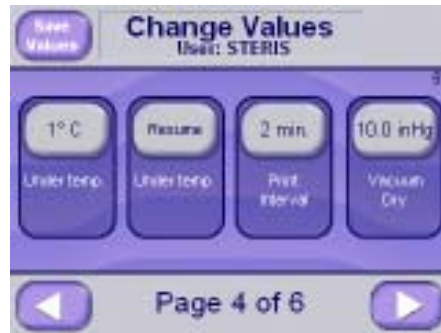 Save
Values
Change Values
User: STERIS
1° C
Resume
2 min.
10.0 inHg
Under temp
Under temp
Print
Interval
Vacuum
Dry
Page 4 of 6